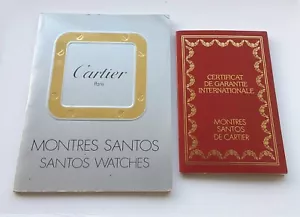 Cartier
Paris
MONTRES SANTOS
SANTOS WATCHES
CERTIFICAT
DE GARANTIE
INTERNATIONALE
MONTRES
SANTOS
DE CARTIER